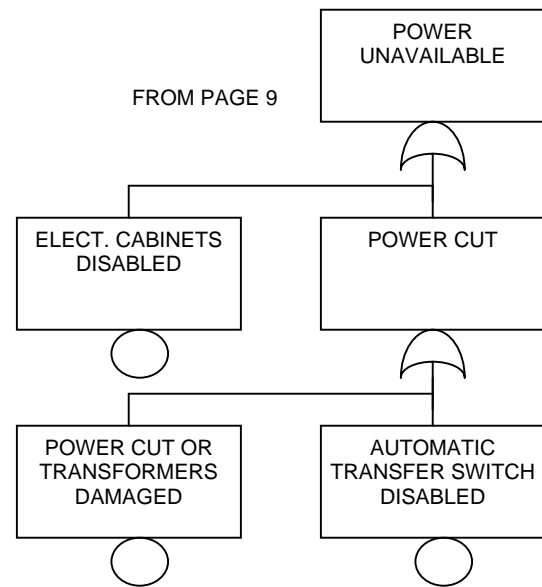 POWER
UNAVAILABLE
FROM PAGE 9
ELECT. CABINETS
DISABLED
POWER CUT
POWER CUT OR
TRANSFORMERS
DAMAGED
AUTOMATIC
TRANSFER SWITCH
DISABLED